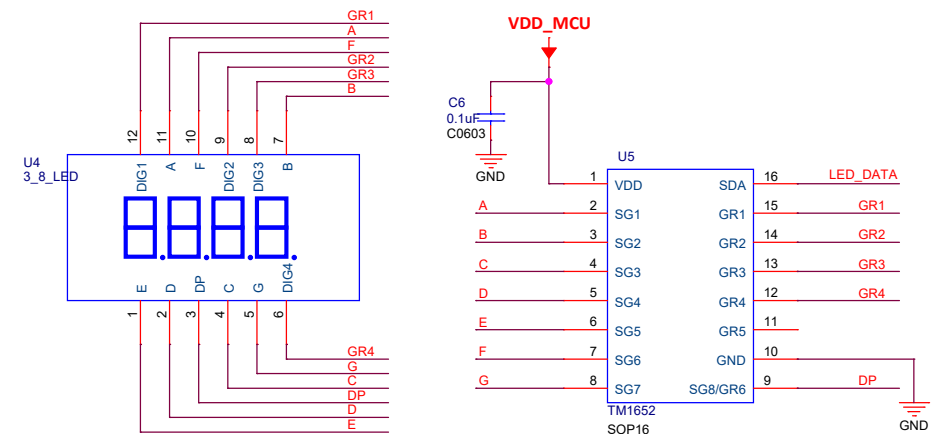 GR1
A
F
GR2
GR3
B
12
11
10
9
8
7
U4
3_8_LED
DIG1
A
F
DIG2
DIG3
B
E
D
DP
C
G
DIG4
1
2
3
4
5
6
GR4
G
C
DP
D
E
VDD_MCU
C6
0.1uF
C0603
GND
U5
1 VDD SDA 16 LED_DATA
A 2 SG1 GR1 15 GR1
B 3 SG2 GR2 14 GR2
C 4 SG3 GR3 13 GR3
D 5 SG4 GR4 12 GR4
E 6 SG5 GR5 11
F 7 SG6 GND 10
G 8 SG7 SG8/GR6 9 DP
TM1652
SOP16
GND